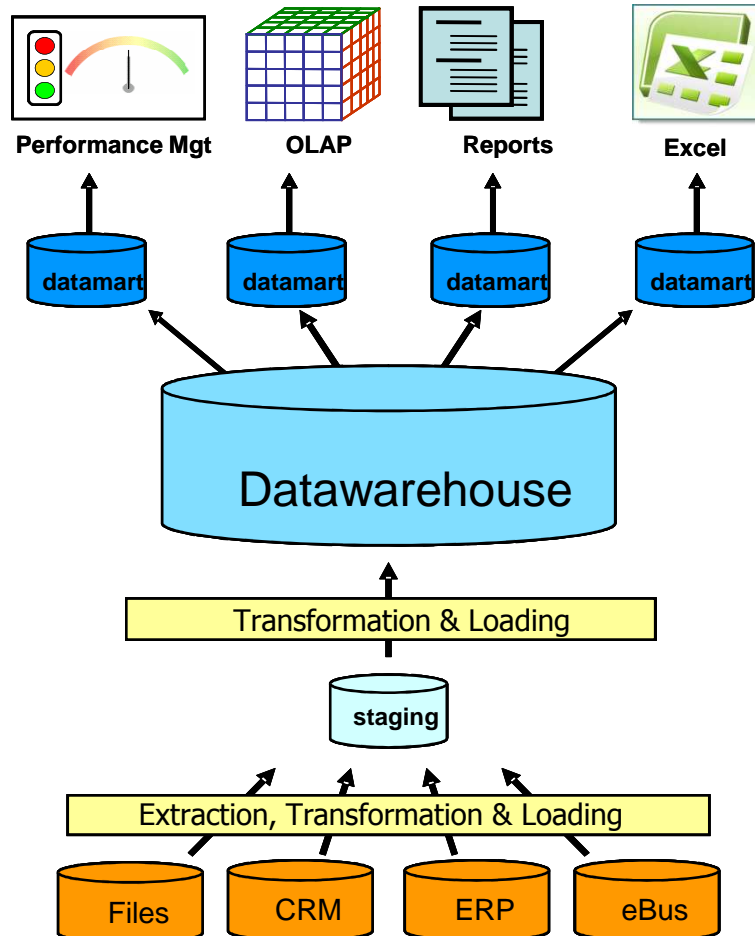 Performance Mgt
OLAP
Reports
Excel
datamart
datamart
datamart
datamart
Datawarehouse
Transformation & Loading
staging
Extraction, Transformation & Loading
Files
CRM
ERP
eBus